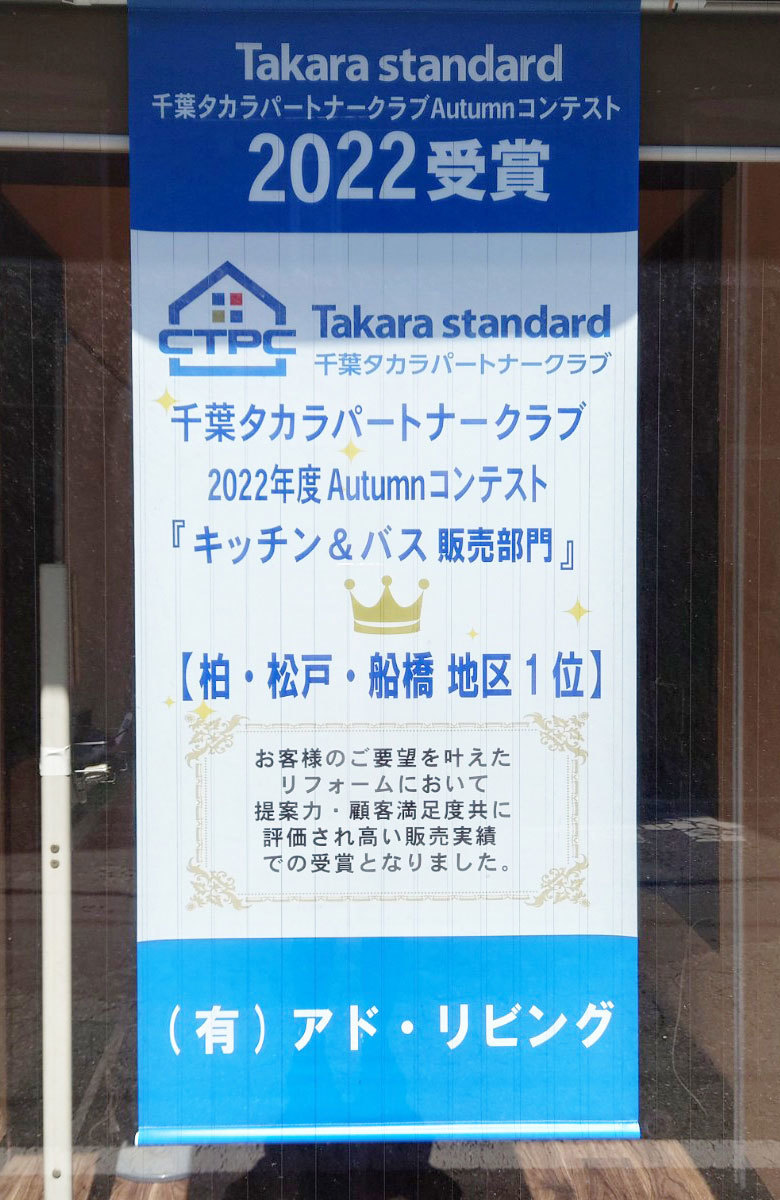 Takara standard
千葉タカラパートナークラブAutumnコンテスト
2022受賞
CTPC
Takara standard
千葉タカラパートナークラブ
千葉タカラパートナークラブ
2022年度Autumnコンテスト
『キッチン&バス 販売部門』
【柏・松戸・船橋 地区1位】
お客様のご要望を叶えた
リフォームにおいて
提案力・顧客満足度共に
評価され高い販売実績
での受賞となりました。
(有)アド・リビング